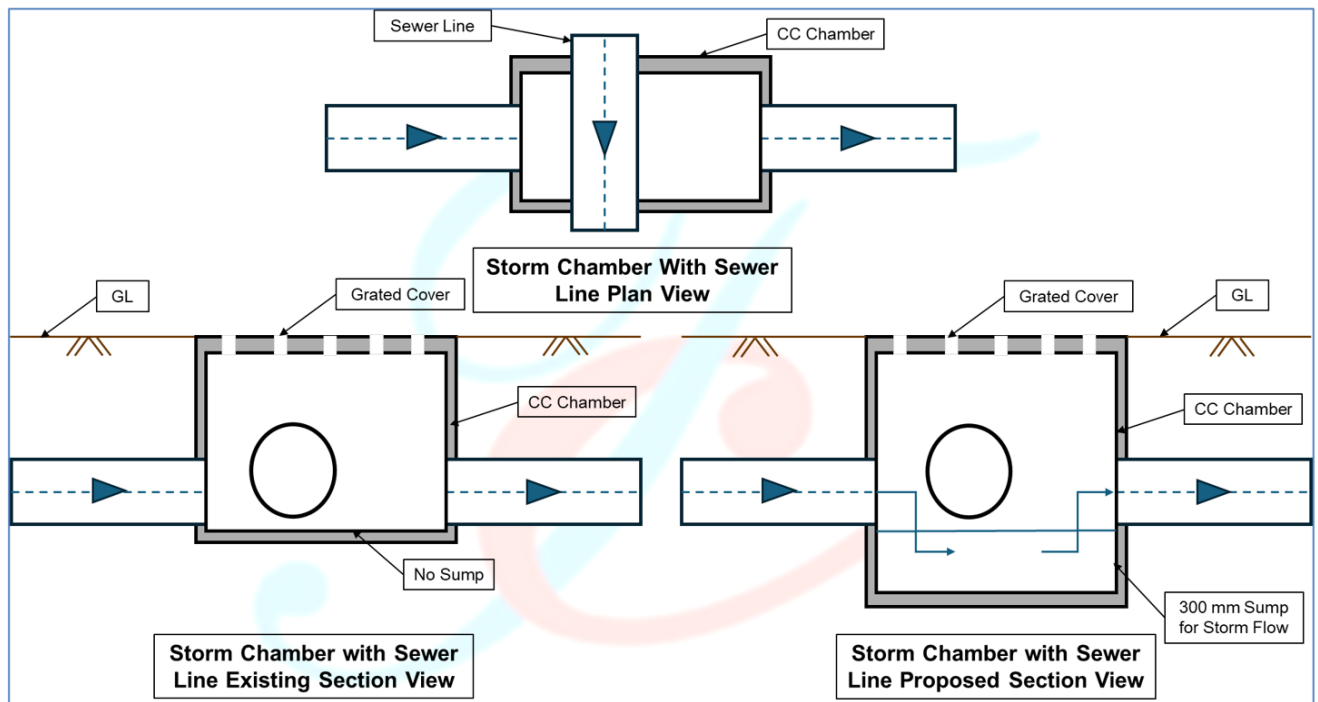 Sewer Line
CC Chamber
Storm Chamber With Sewer
Line Plan View
GL
Grated Cover
Grated Cover
GL
CC Chamber
CC Chamber
No Sump
300 mm Sump
for Storm Flow
Storm Chamber with Sewer
Line Existing Section View
Storm Chamber with Sewer
Line Proposed Section View